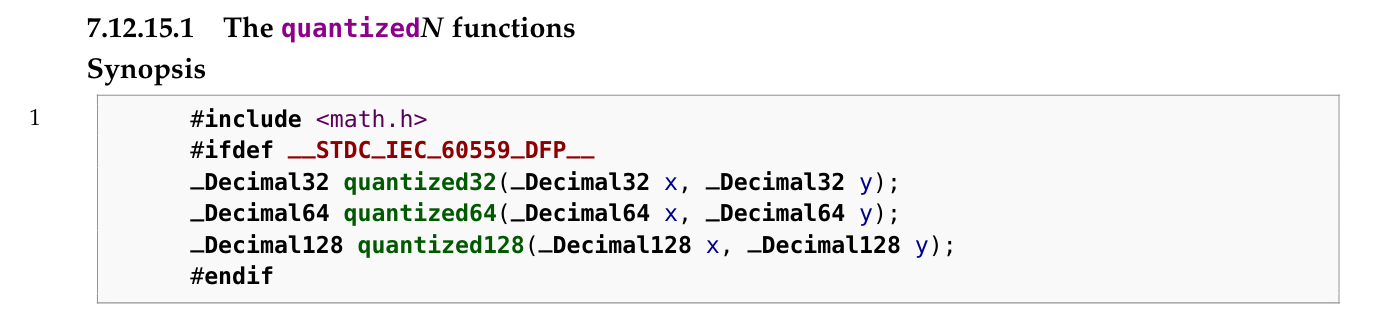 7.12.15.1 The quantizedN functions
Synopsis
1 #include <math.h>
#ifdef __STDC_IEC_60559_DFP__
_Decimal32 quantized32(_Decimal32 x, _Decimal32 y);
_Decimal64 quantized64(_Decimal64 x, _Decimal64 y);
_Decimal128 quantized128(_Decimal128 x, _Decimal128 y);
#endif